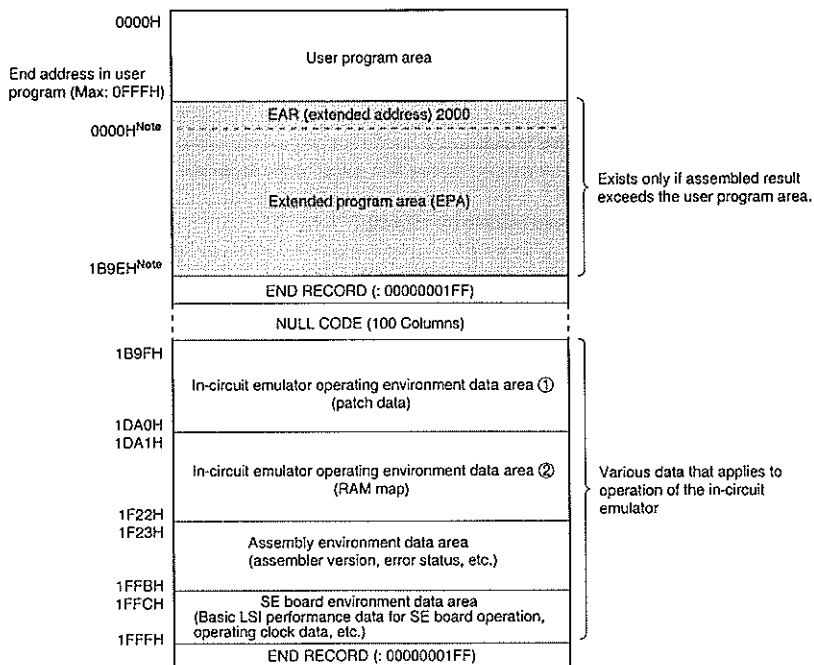 0000H
User program area
End address in user
program (Max: 0FFFH)
EAR (extended address) 2000
0000H Note
Extended program area (EPA)
Exists only if assembled result
exceeds the user program area.
1B9EH Note
END RECORD (: 00000001FF)
NULL CODE (100 Columns)
1B9FH
In-circuit emulator operating environment data area ①
(patch data)
1DA0H
1DA1H
In-circuit emulator operating environment data area ②
(RAM map)
Various data that applies to
operation of the in-circuit
emulator
1F22H
1F23H
Assembly environment data area
(assembler version, error status, etc.)
1FFBH
1FFCH
SE board environment data area
(Basic LSI performance data for SE board operation,
operating clock data, etc.)
1FFFH
END RECORD (: 00000001FF)